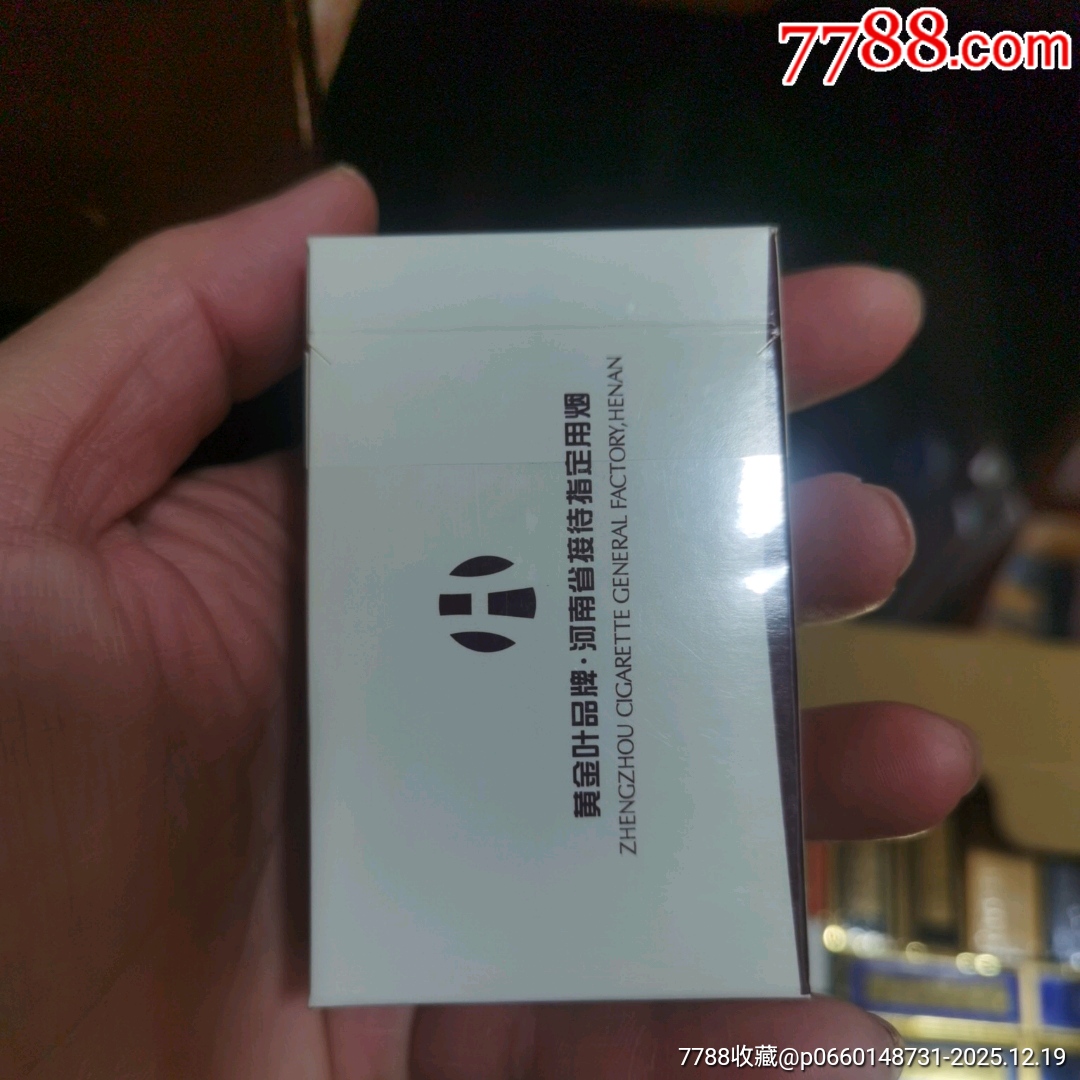 7788.com
黄金叶品牌·河南省接待指定用烟
ZHENGZHOU CIGARETTE GENERAL FACTORY,HENAN
7788收藏@p0660148731-2025.12.19